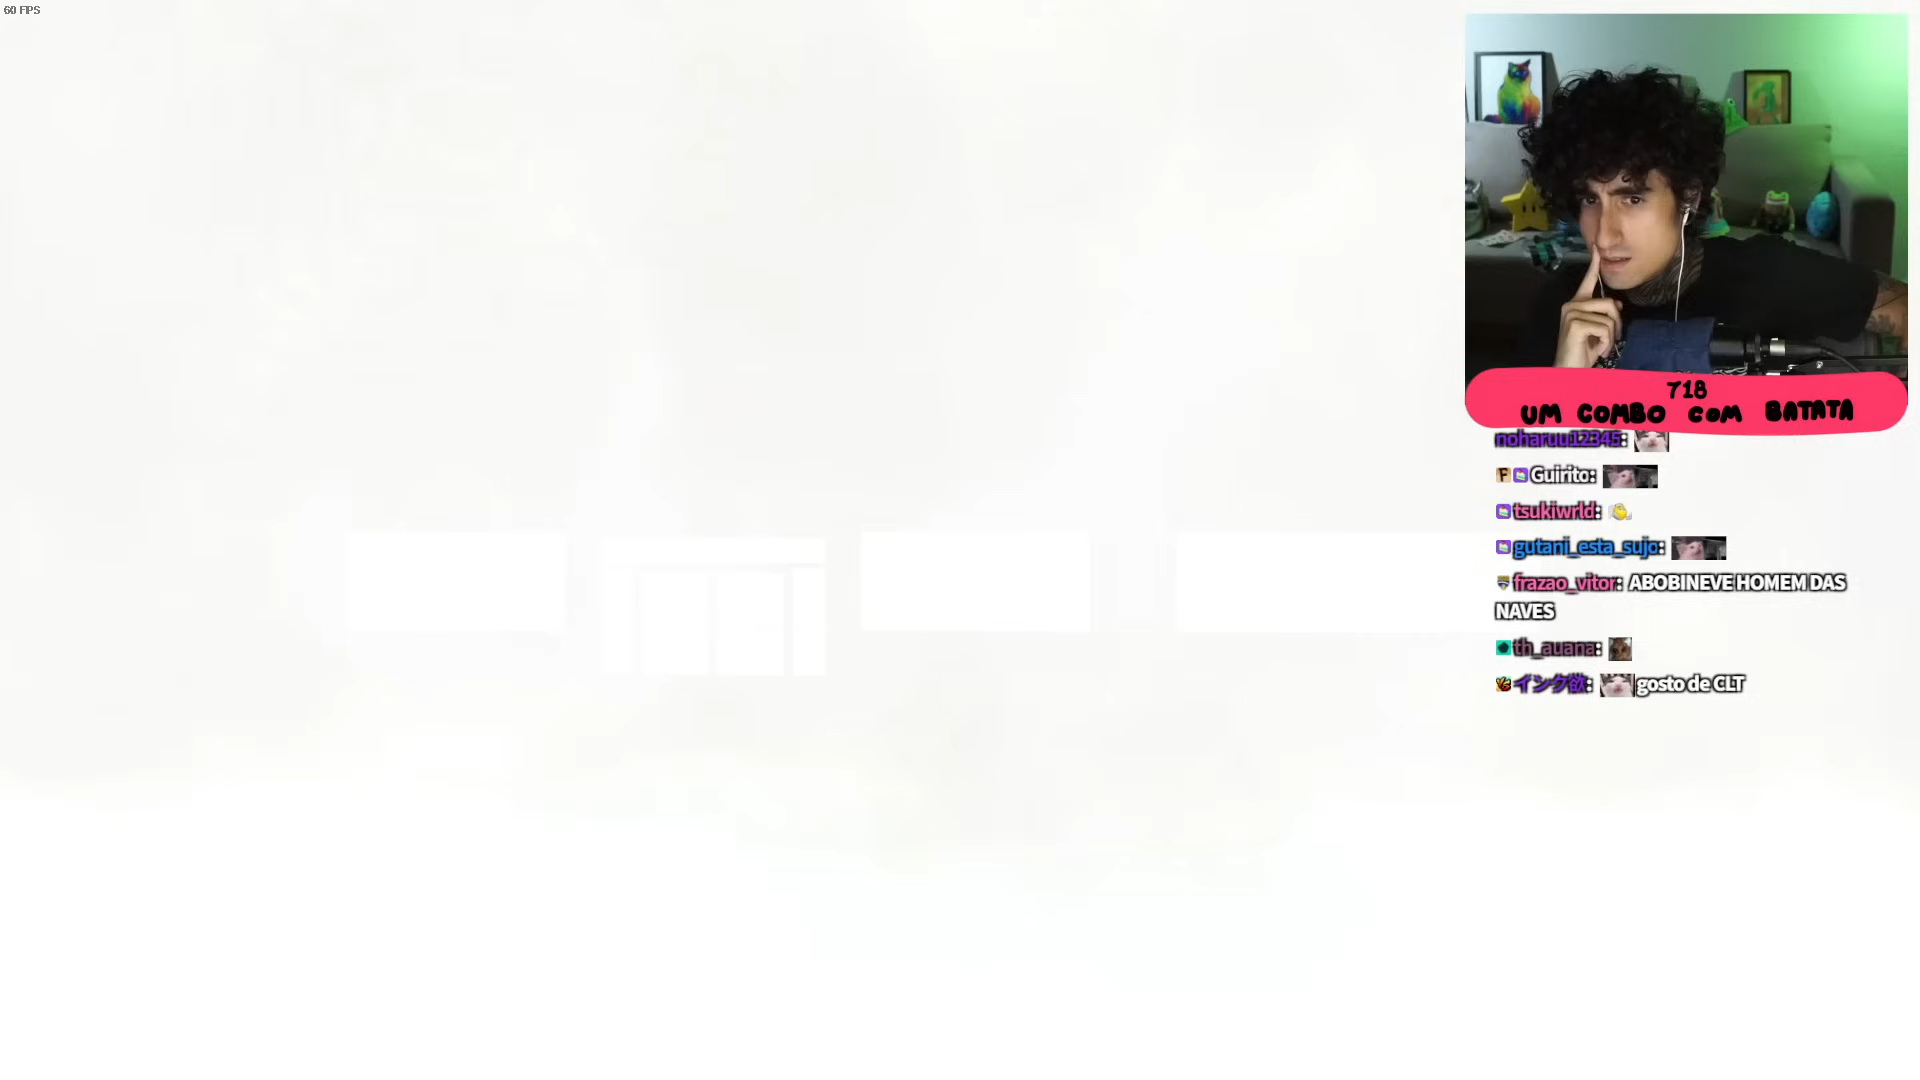 60 FPS
718
UM COMBO COM BATATA
noharuu12345:
F Guirito:
tsukiwrld:
gutani_esta_sujo:
frazao_vitor: ABOBINEVE HOMEM DAS
NAVES
th_auana:
インク欲: gosto de CLT